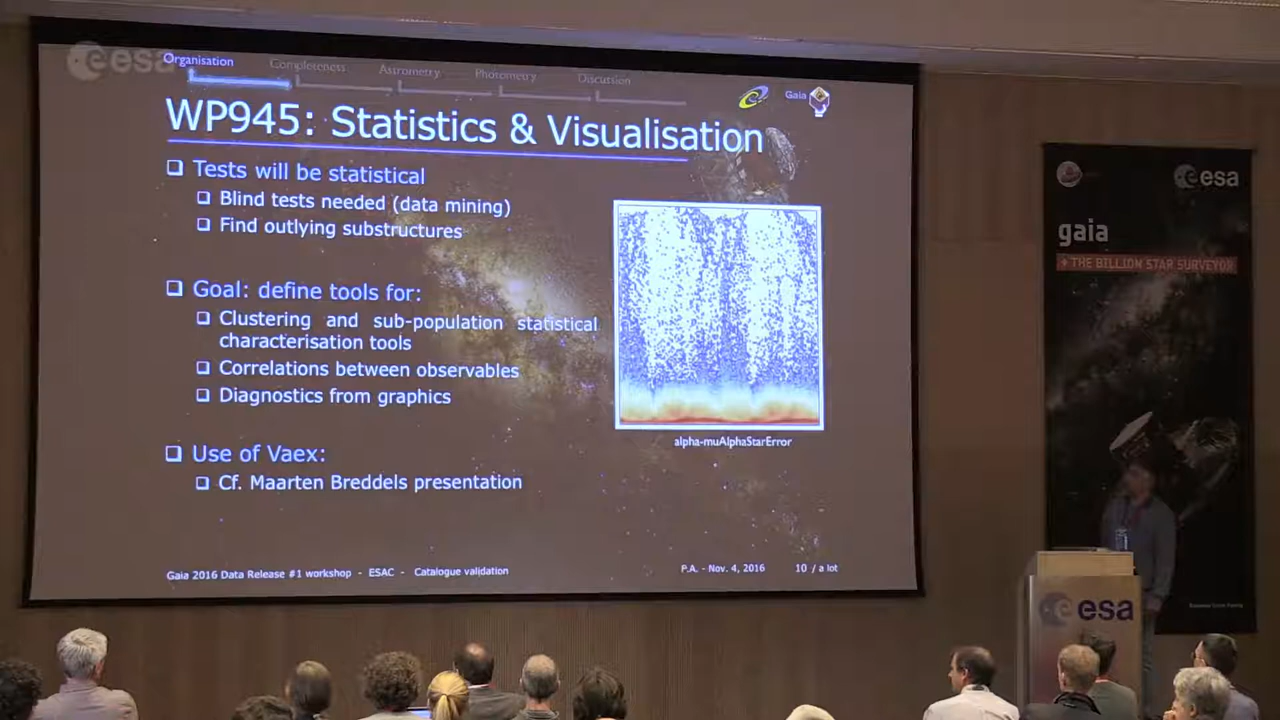 esa
Organisation Completeness Astrometry Photometry Discussion
Gaia
WP945: Statistics & Visualisation
Tests will be statistical
Blind tests needed (data mining)
Find outlying substructures
Goal: define tools for:
Clustering and sub-population statistical
characterisation tools
Correlations between observables
Diagnostics from graphics
Use of Vaex:
Cf. Maarten Breddels presentation
alpha-muAlphaStarError
Gaia 2016 Data Release #1 workshop - ESAC - Catalogue validation
P.A. - Nov. 4, 2016
10 / a lot
esa
gaia
+ THE BILLION STAR SURVEYOR
esa